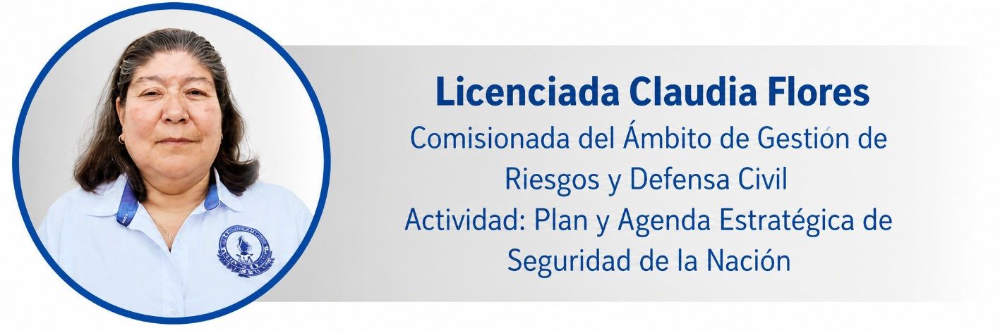 Licenciada Claudia Flores
Comisionada del Ámbito de Gestión de
Riesgos y Defensa Civil
Actividad: Plan y Agenda Estratégica de
Seguridad de la Nación